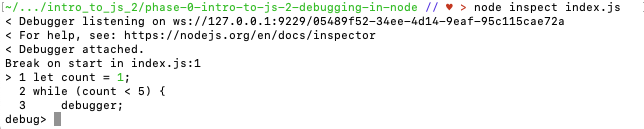 [~/.../intro_to_js_2/phase-0-intro-to-js-2-debugging-in-node // ♥ > node inspect index.js
< Debugger listening on ws://127.0.0.1:9229/05489f52-34ee-4d14-9eaf-95c115cae72a
< For help, see: https://nodejs.org/en/docs/inspector
< Debugger attached.
Break on start in index.js:1
> 1 let count = 1;
  2 while (count < 5) {
  3     debugger;
debug>